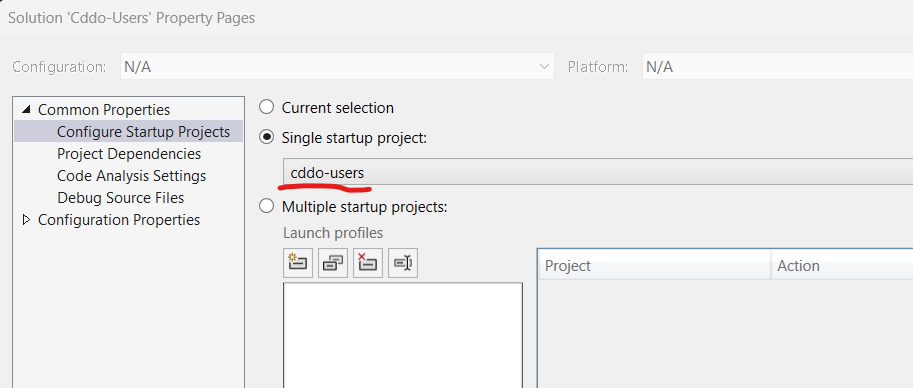 Solution 'Cddo-Users' Property Pages
Configuration: N/A Platform: N/A
Common Properties
Configure Startup Projects
Project Dependencies
Code Analysis Settings
Debug Source Files
Configuration Properties
Current selection
Single startup project:
cddo-users
Multiple startup projects:
Launch profiles
Project Action